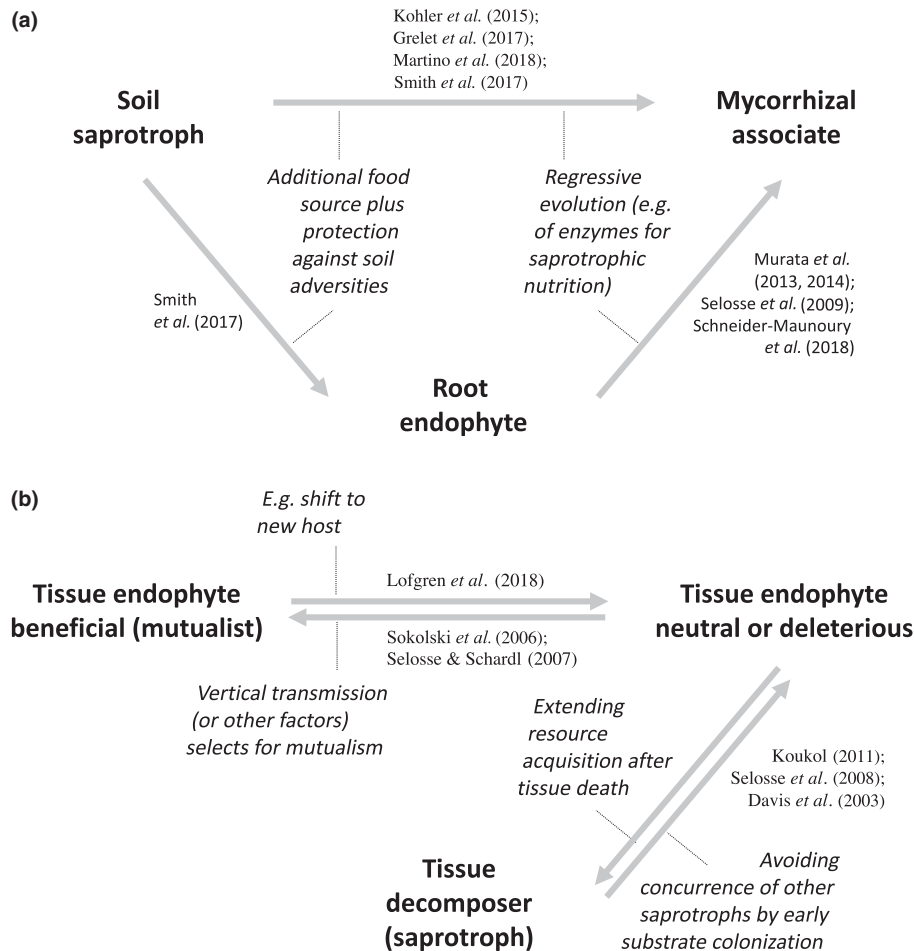 (a)
Kohler et al. (2015);
Grelet et al. (2017);
Martino et al. (2018);
Smith et al. (2017)
Soil
saprotroph
Mycorrhizal
associate
Additional food
source plus
protection
against soil
adversities
Regressive
evolution (e.g.
of enzymes for
saprotrophic
nutrition)
Smith
et al. (2017)
Murata et al.
(2013, 2014);
Selosse et al. (2009);
Schneider-Maunoury
et al. (2018)
Root
endophyte
(b)
E.g. shift to
new host
Tissue endophyte
beneficial (mutualist)
Lofgren et al. (2018)
Sokolski et al. (2006);
Selosse & Schardl (2007)
Tissue endophyte
neutral or deleterious
Vertical transmission
(or other factors)
selects for mutualism
Extending
resource
acquisition after
tissue death
Koukol (2011);
Selosse et al. (2008);
Davis et al. (2003)
Tissue
decomposer
(saprotroph)
Avoiding
concurrence of other
saprotrophs by early
substrate colonization